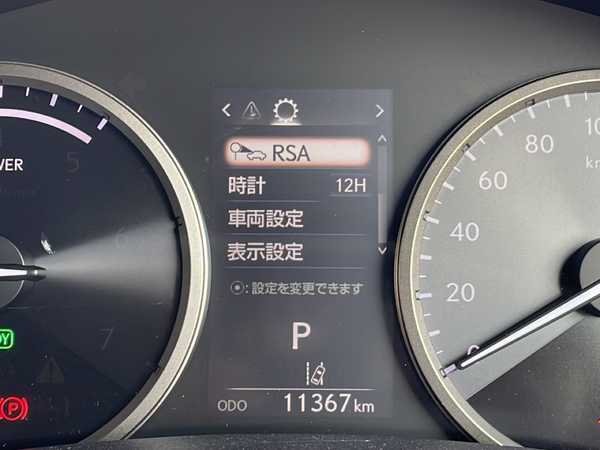 RSA
時計 12H
車両設定
表示設定
⦿:設定を変更できます
P
ODO 11367 km
5
6
7
(P)
0
20
40
60
80